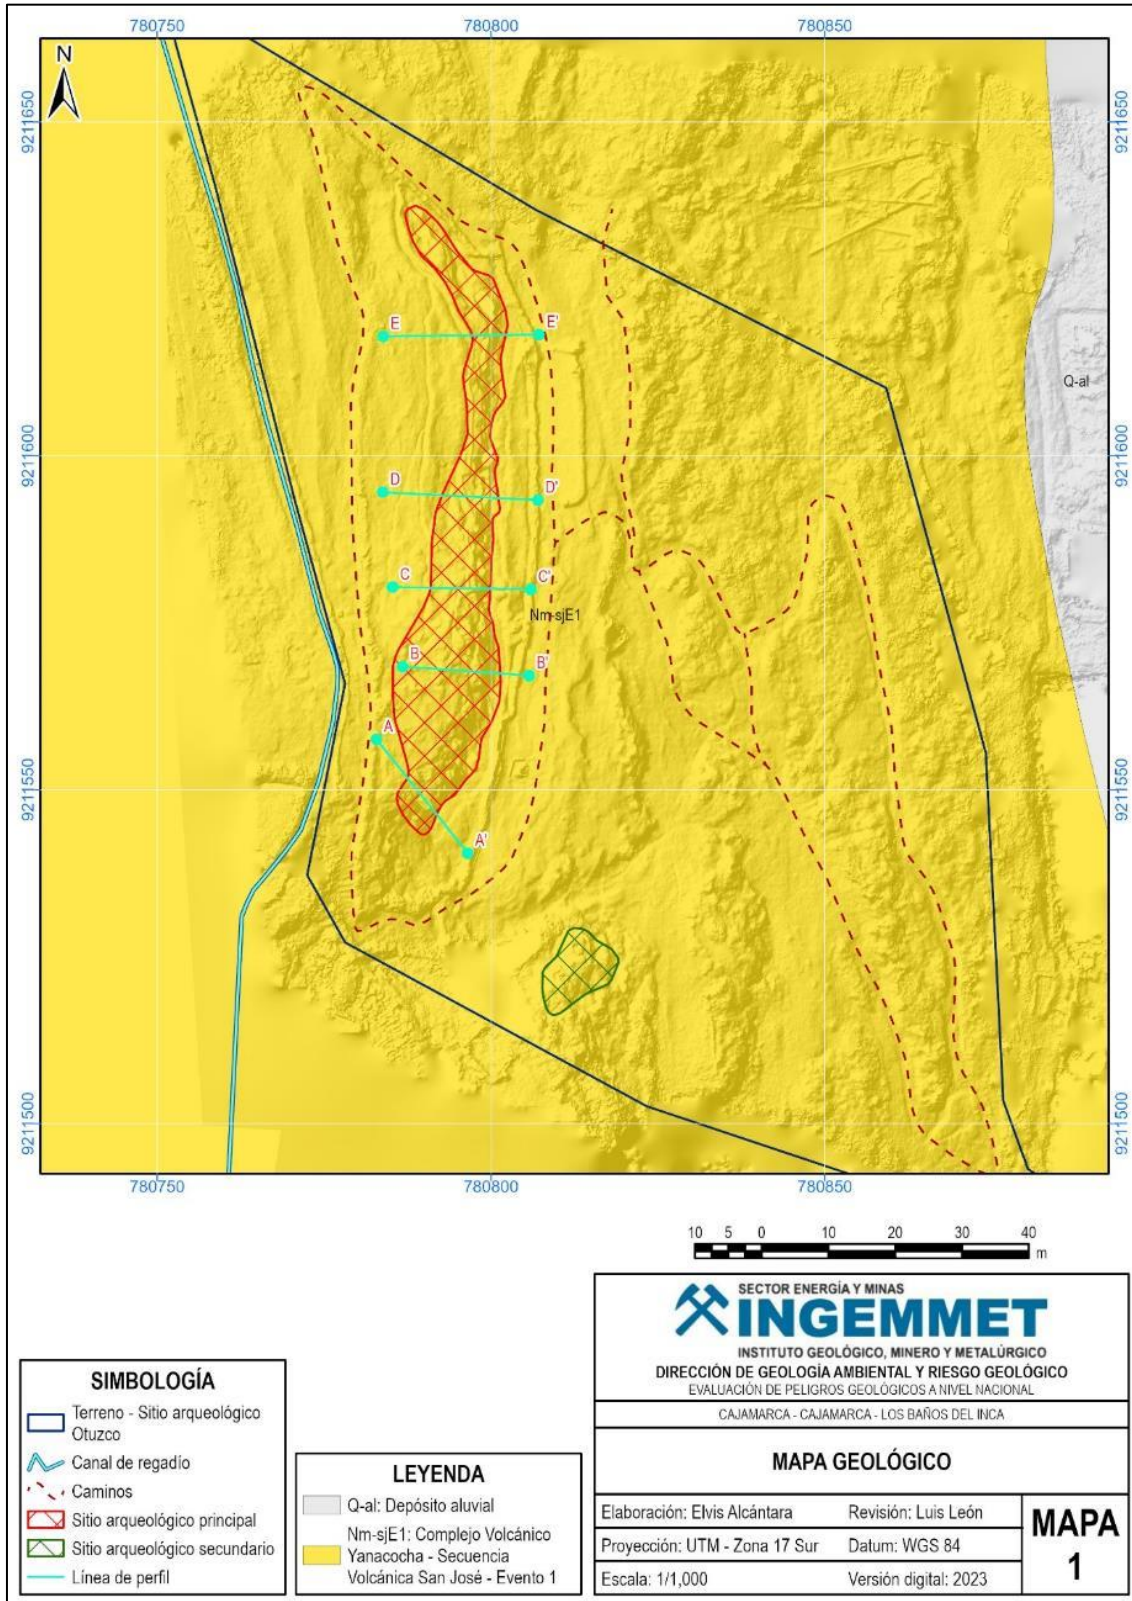 780750 780800 780850
N
9211650 9211650
E E'
Q-al
9211600 9211600
D D'
C C'
Nm-sjE1
B B'
A
9211550 9211550
A'
9211500 9211500
780750 780800 780850
10 5 0 10 20 30 40
m
SIMBOLOGÍA
Terreno - Sitio arqueológico
Otuzco
Canal de regadío
Caminos
Sitio arqueológico principal
Sitio arqueológico secundario
Línea de perfil
LEYENDA
Q-al: Depósito aluvial
Nm-sjE1: Complejo Volcánico
Yanacocha - Secuencia
Volcánica San José - Evento 1
SECTOR ENERGÍA Y MINAS
INGEMMET
INSTITUTO GEOLÓGICO, MINERO Y METALÚRGICO
DIRECCIÓN DE GEOLOGÍA AMBIENTAL Y RIESGO GEOLÓGICO
EVALUACIÓN DE PELIGROS GEOLÓGICOS A NIVEL NACIONAL
CAJAMARCA - CAJAMARCA - LOS BAÑOS DEL INCA
MAPA GEOLÓGICO
Elaboración: Elvis Alcántara Revisión: Luis León
Proyección: UTM - Zona 17 Sur Datum: WGS 84
Escala: 1/1,000 Versión digital: 2023
MAPA
1